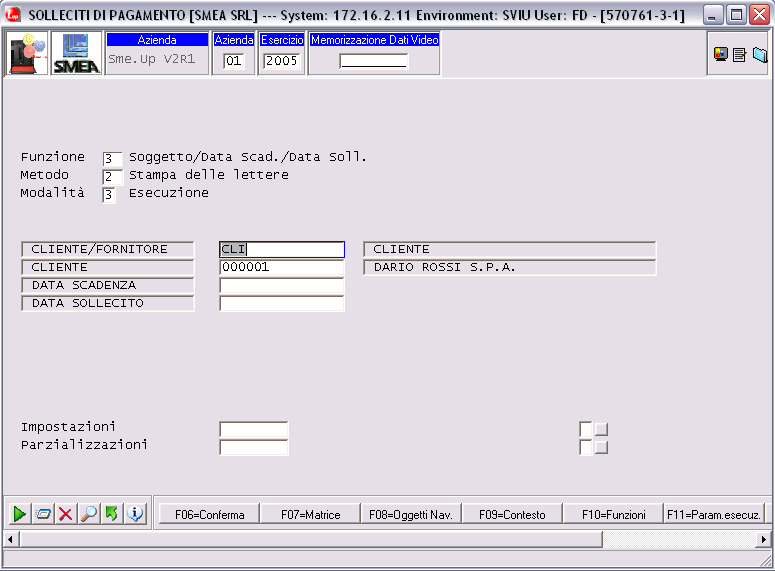 SOLLECITI DI PAGAMENTO [SMEA SRL] --- System: 172.16.2.11 Environment: SVIU User: FD - [570761-3-1]
SMEA
Azienda
Sme.Up V2R1
Azienda
01
Esercizio
2005
Memorizzazione Dati Video
Funzione 3 Soggetto/Data Scad./Data Soll.
Metodo 2 Stampa delle lettere
Modalità 3 Esecuzione
CLIENTE/FORNITORE CLI CLIENTE
CLIENTE 000001 DARIO ROSSI S.P.A.
DATA SCADENZA
DATA SOLLECITO
Impostazioni
Parzializzazioni
F06=Conferma F07=Matrice F08=Oggetti Nav. F09=Contesto F10=Funzioni F11=Param.esecuz.